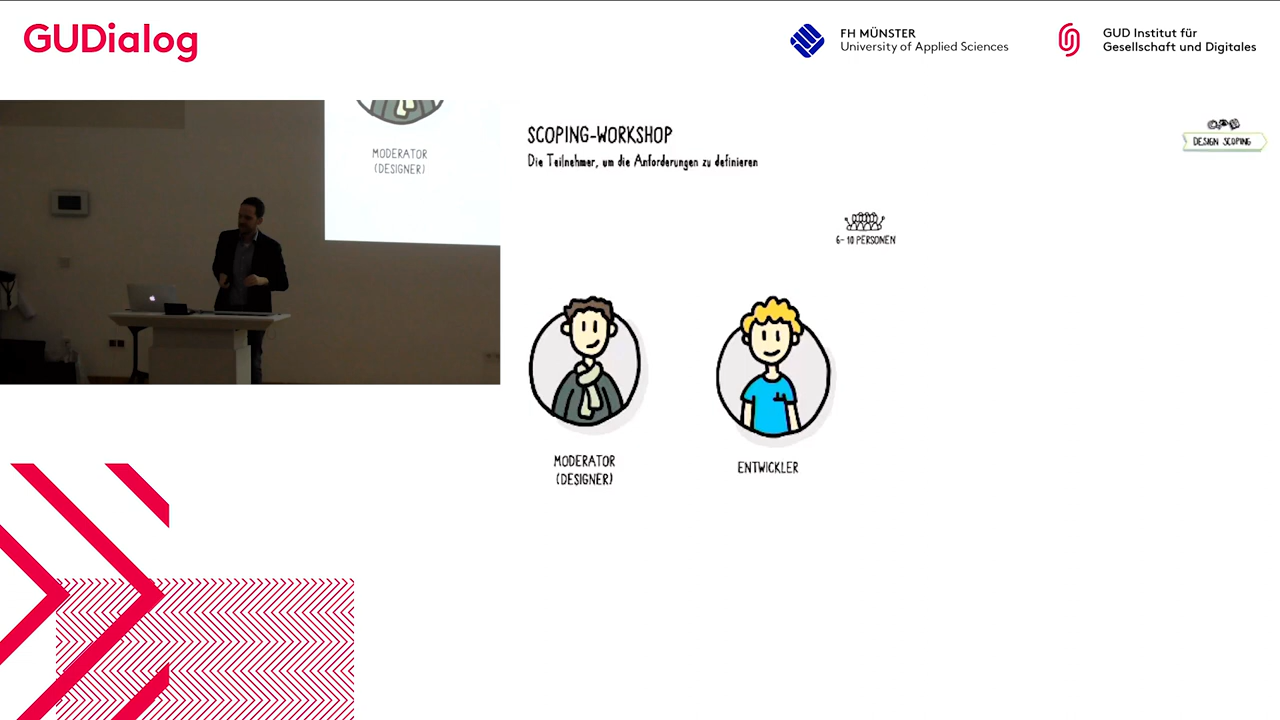 GUDialog
FH MÜNSTER
University of Applied Sciences
GUD Institut für
Gesellschaft und Digitales
MODERATOR
(DESIGNER)
SCOPING-WORKSHOP
Die Teilnehmer, um die Anforderungen zu definieren
DESIGN SCOPING
6-10 PERSONEN
MODERATOR
(DESIGNER)
ENTWICKLER